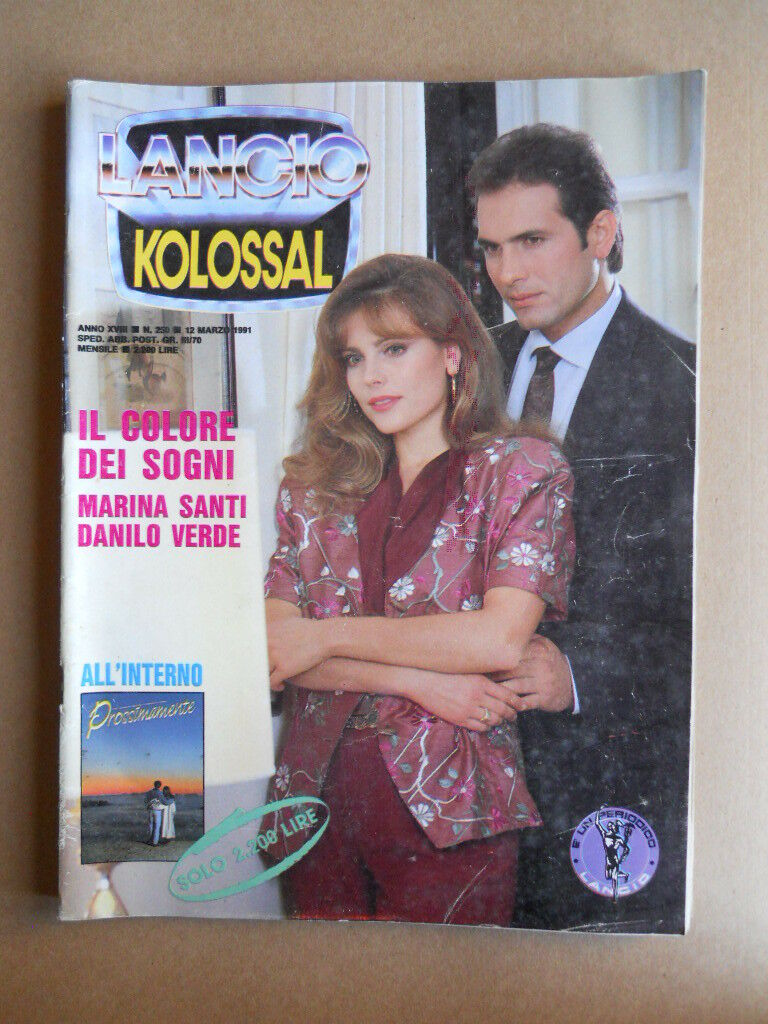 LANCIO
KOLOSSAL
ANNO XVIII ■ N. 250 ■ 12 MARZO 1991
SPED. ABB. POST. GR. III/70
MENSILE ■ 2.200 LIRE
IL COLORE
DEI SOGNI
MARINA SANTI
DANILO VERDE
ALL'INTERNO
Prossimamente
SOLO 2.200 LIRE
E' UN PERIODICO
LANCIO